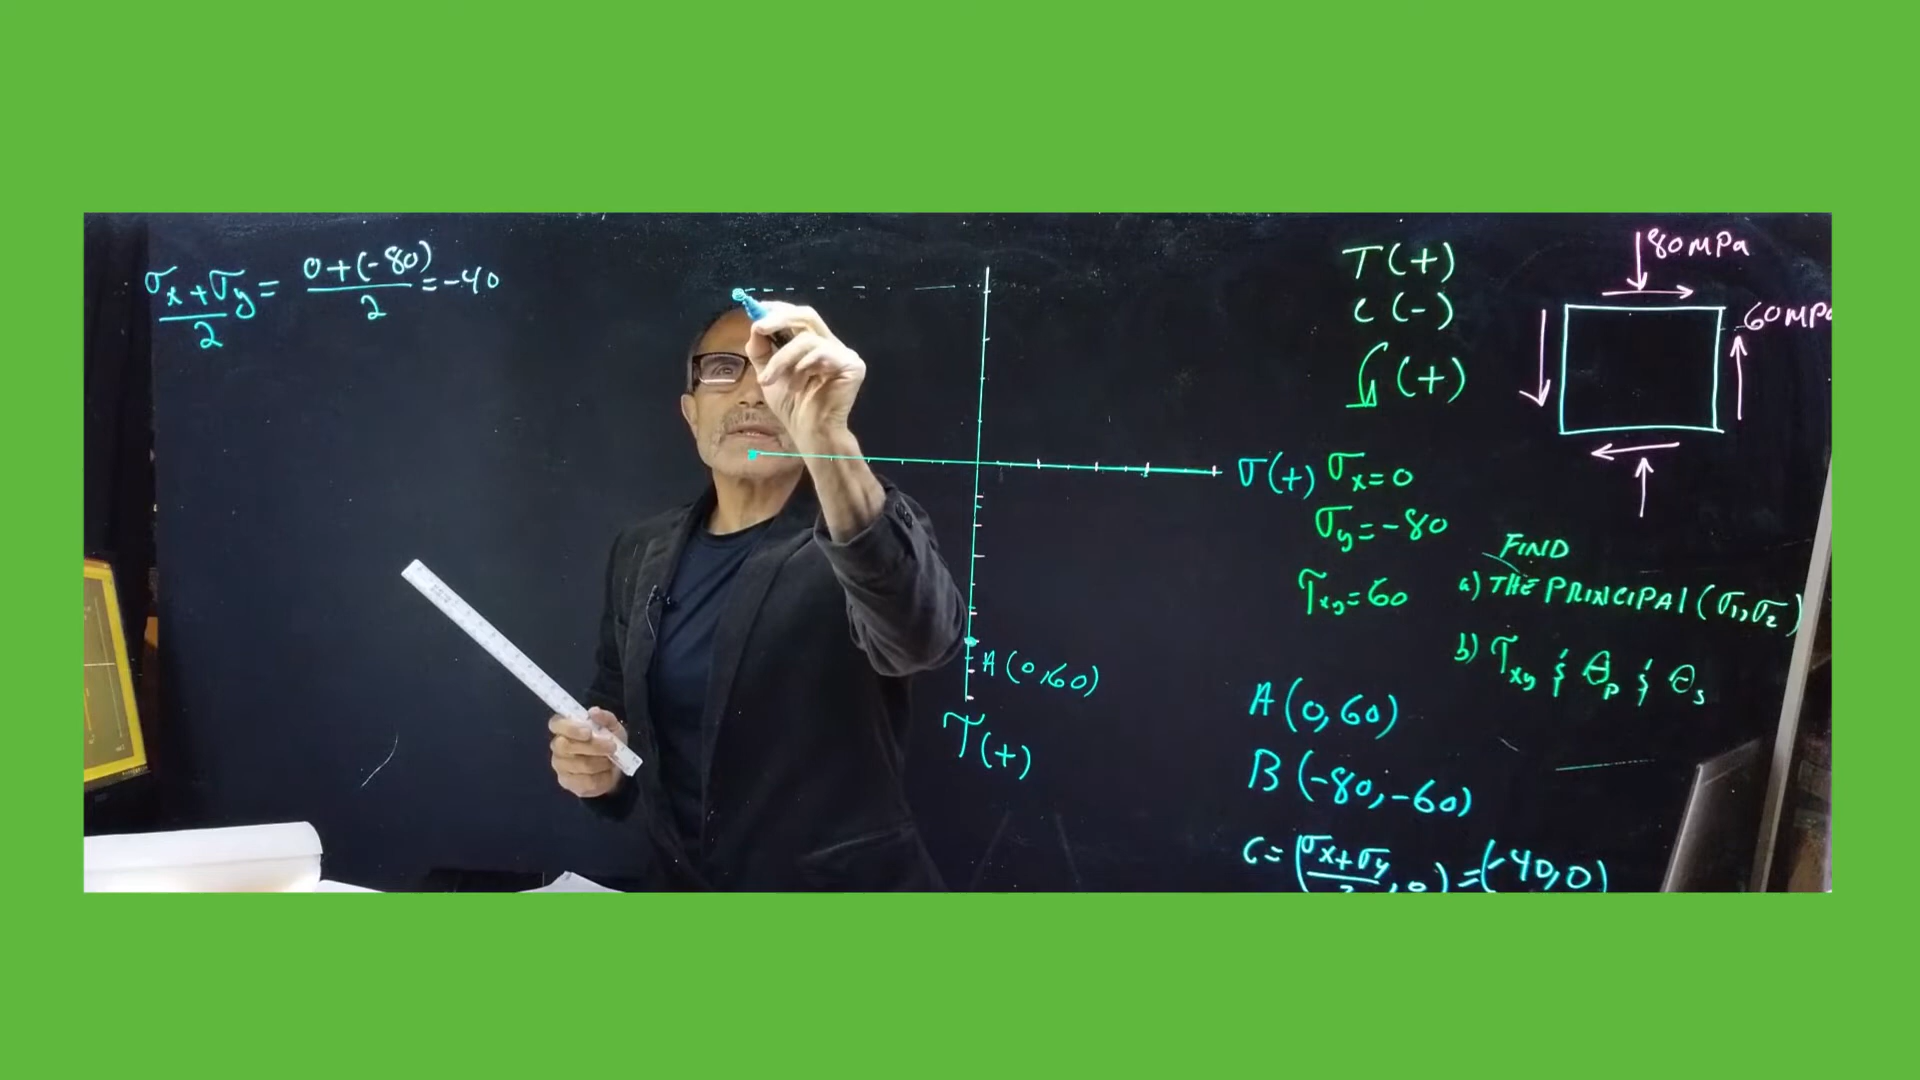 σx+σy/2 = 0+(-80)/2 = -40
T(+)
C(-)
(+)
80MPa
60MPa
σ(+)
σx=0
σy=-80
τxy=60
FIND
a) THE PRINCIPAL (σ1,σ2)
b) τxy & θp & θs
A(0,60)
τ(+)
A(0,60)
B(-80,-60)
C=(σx+σy/2,0)=(-40,0)